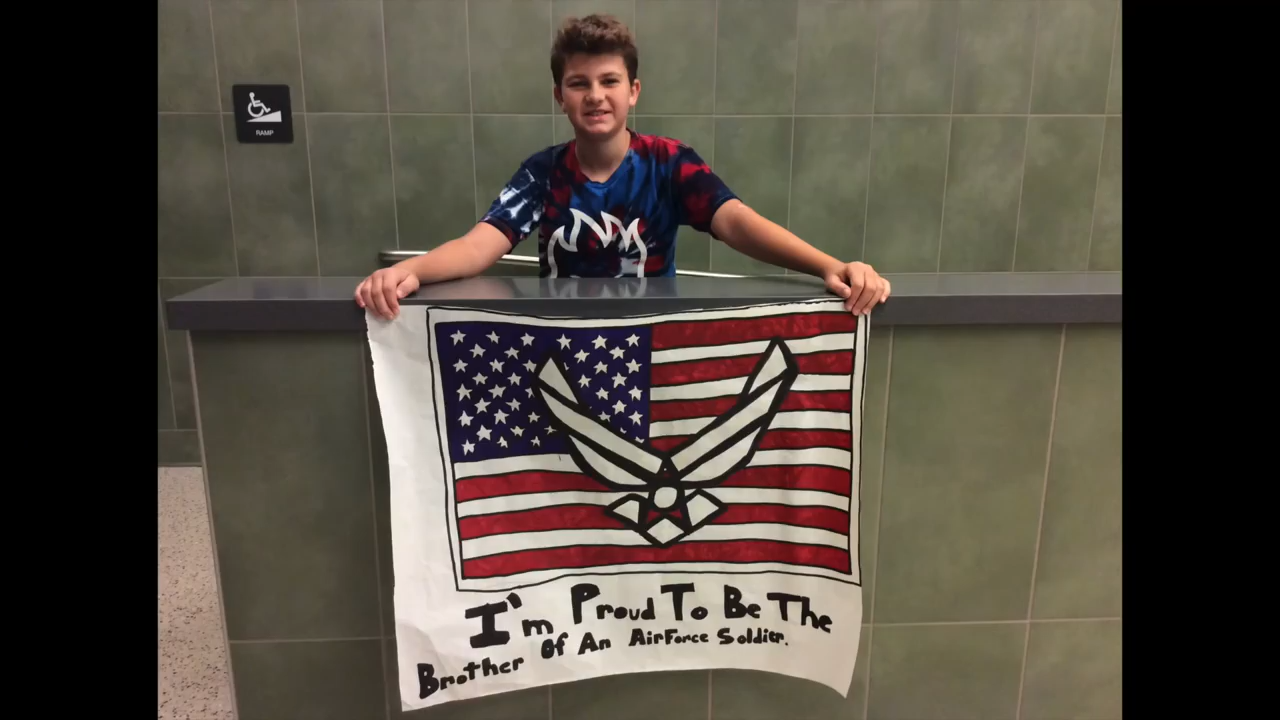 RAMP
I'm Proud To Be The
Brother Of An AirForce Soldier.